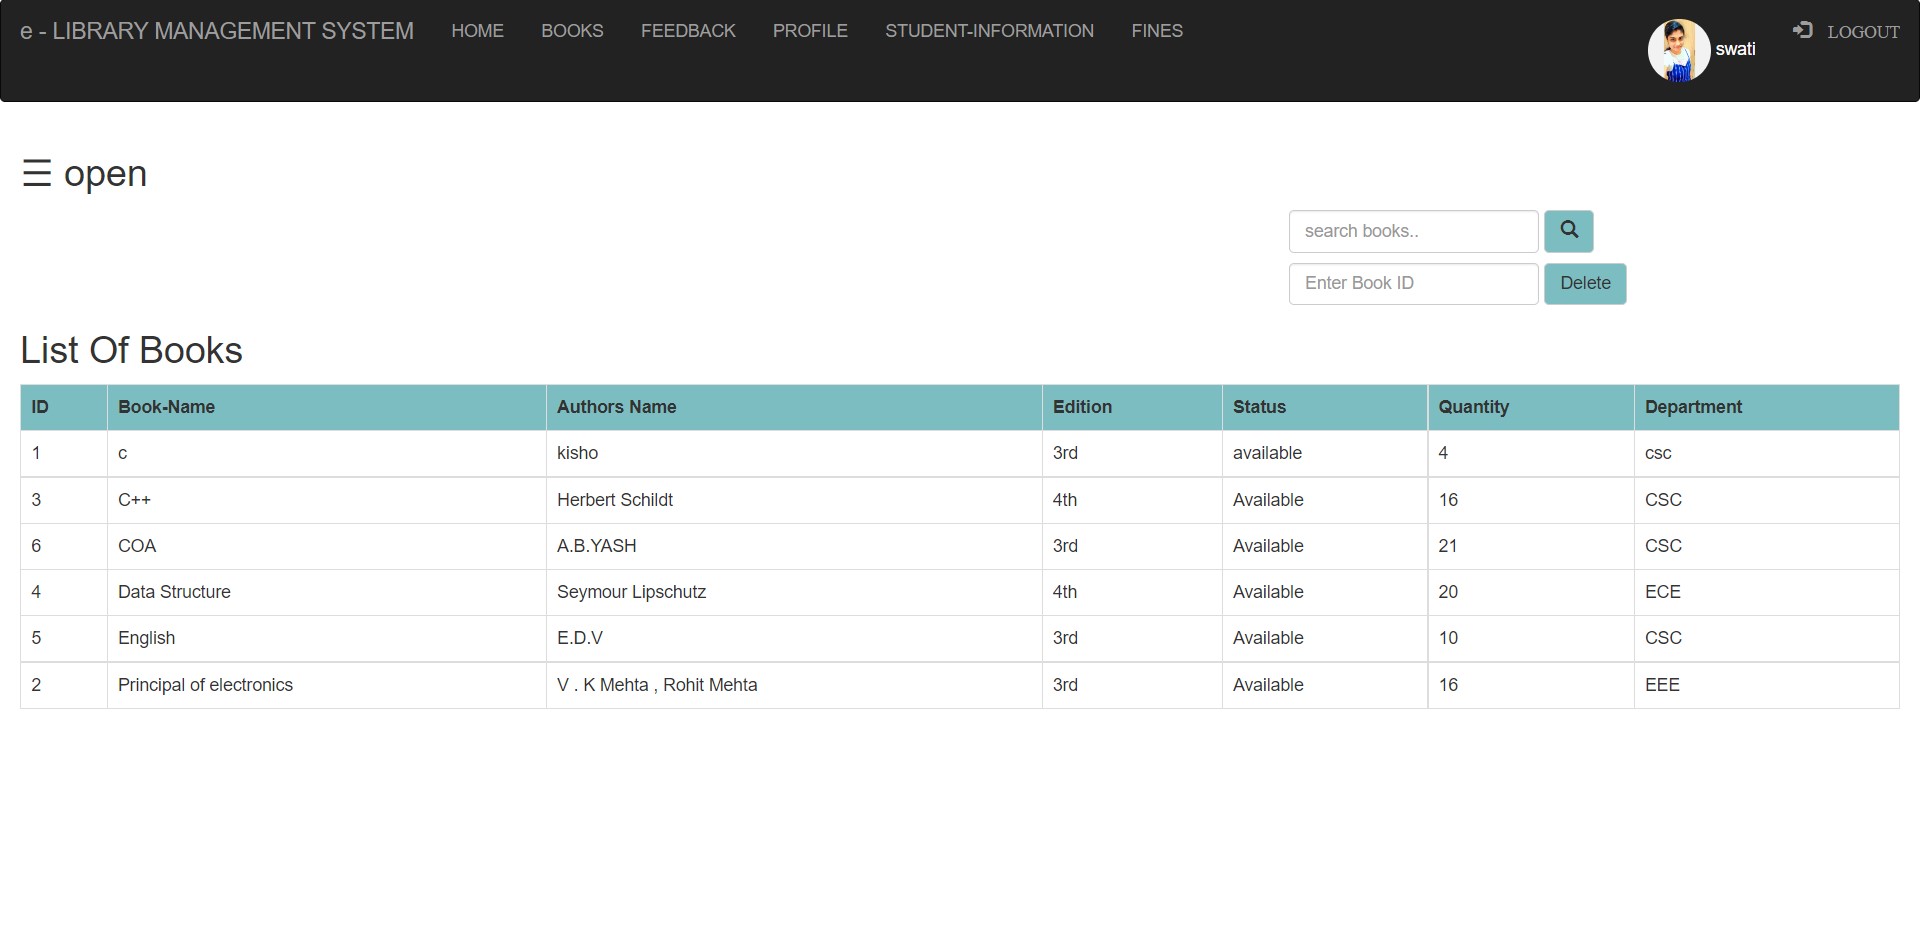 e - LIBRARY MANAGEMENT SYSTEM HOME BOOKS FEEDBACK PROFILE STUDENT-INFORMATION FINES swati LOGOUT
☰ open
search books..
Enter Book ID Delete
List Of Books
ID Book-Name Authors Name Edition Status Quantity Department
1 c kisho 3rd available 4 csc
3 C++ Herbert Schildt 4th Available 16 CSC
6 COA A.B.YASH 3rd Available 21 CSC
4 Data Structure Seymour Lipschutz 4th Available 20 ECE
5 English E.D.V 3rd Available 10 CSC
2 Principal of electronics V . K Mehta , Rohit Mehta 3rd Available 16 EEE